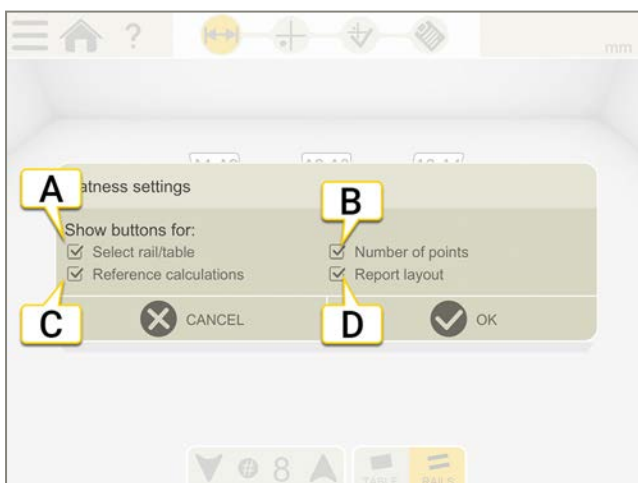 ?
mm
A
atness settings
B
Show buttons for:
Select rail/table
Number of points
Reference calculations
Report layout
C
CANCEL
D
OK
# 8
TABLE
RAILS